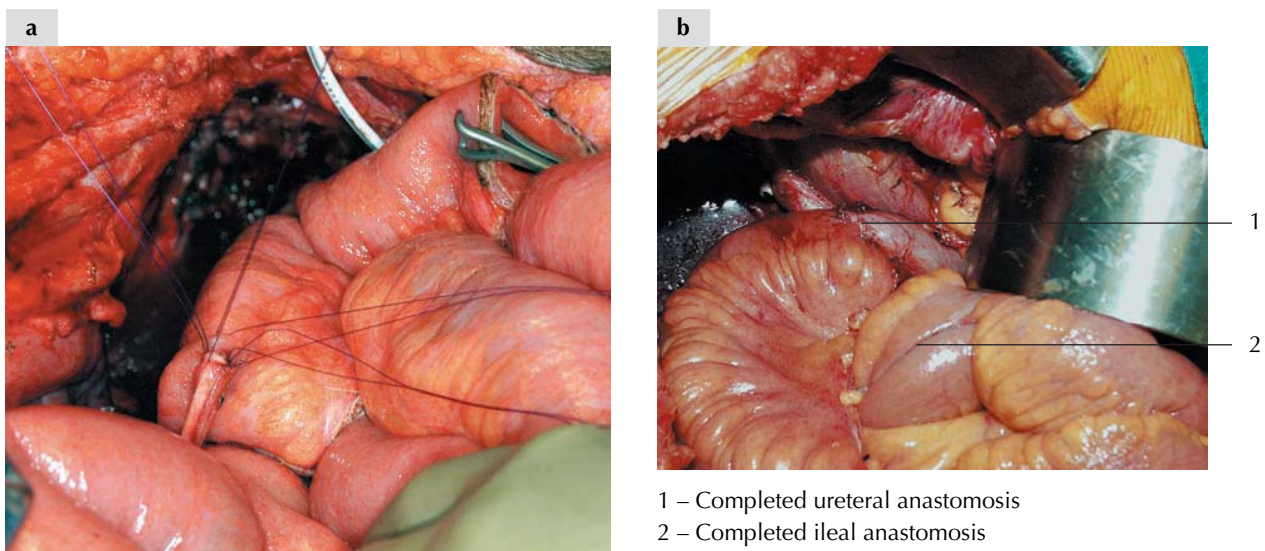 a
b
1
2
1 – Completed ureteral anastomosis
2 – Completed ileal anastomosis